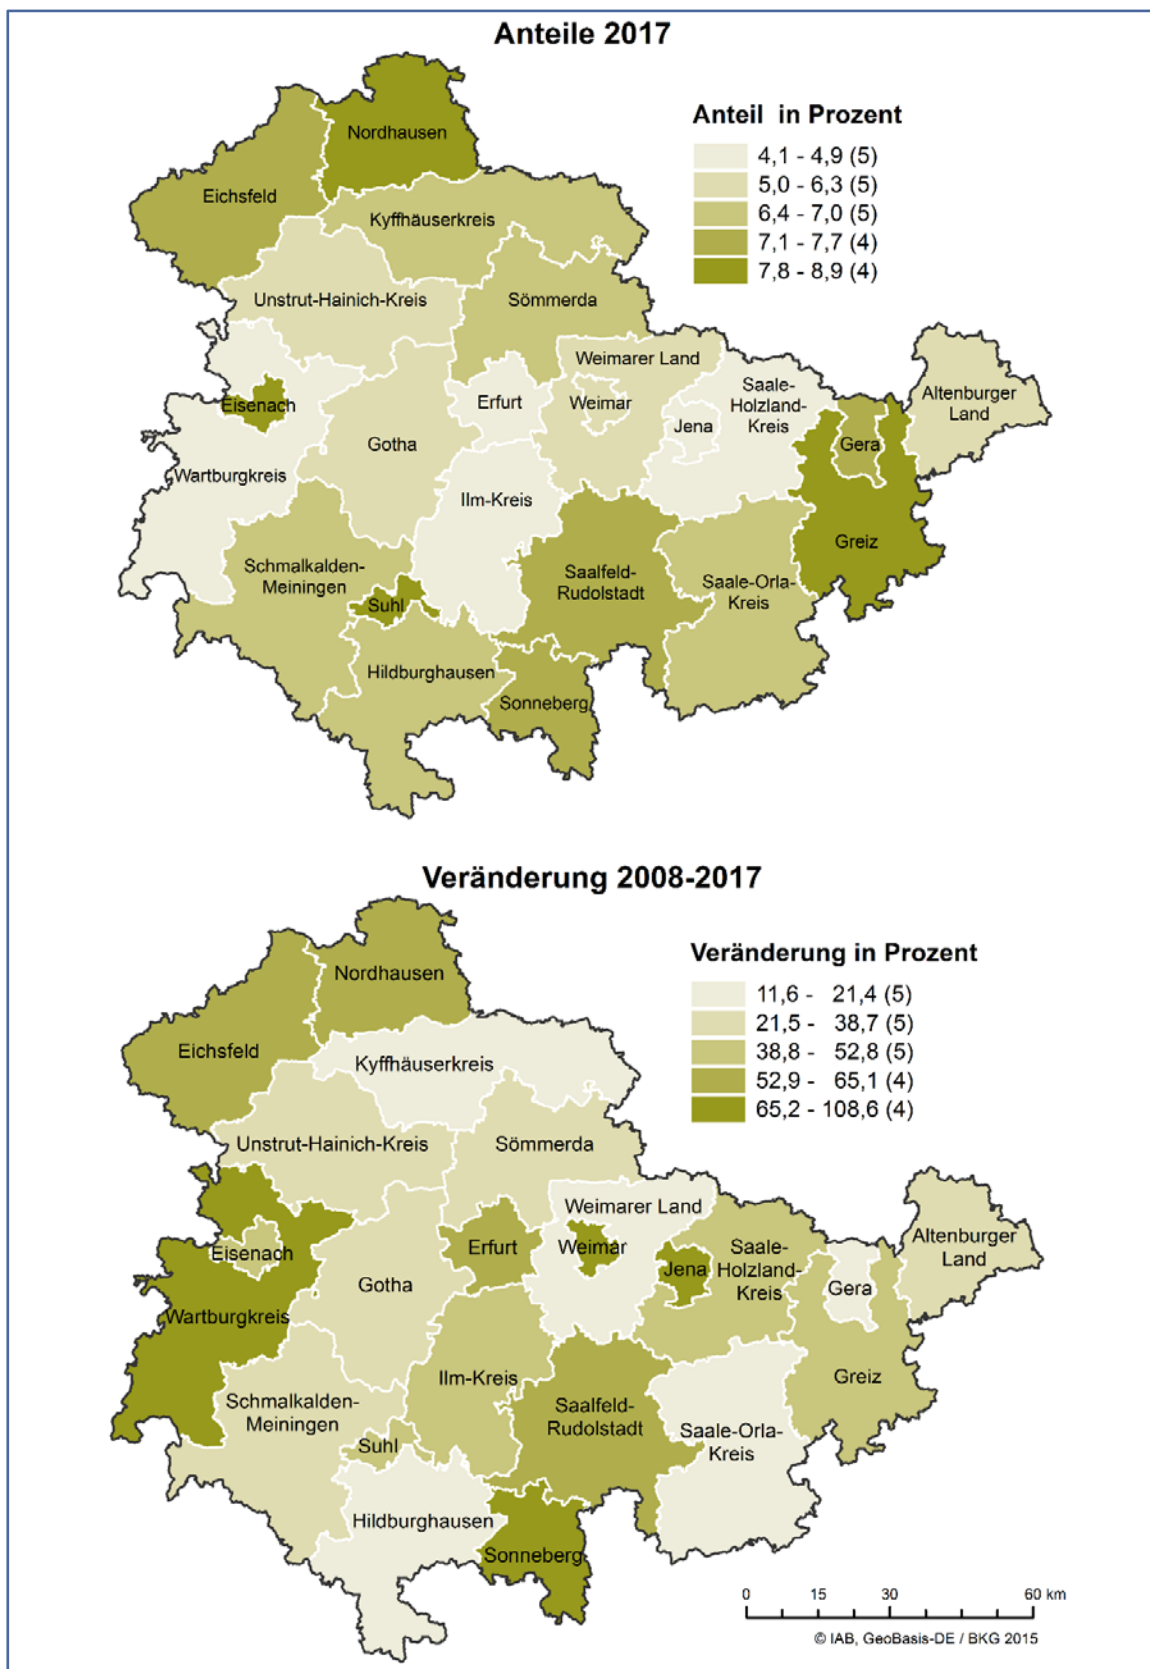 Anteile 2017
Anteil in Prozent
4,1 - 4,9 (5)
5,0 - 6,3 (5)
6,4 - 7,0 (5)
7,1 - 7,7 (4)
7,8 - 8,9 (4)
Nordhausen
Eichsfeld
Kyffhäuserkreis
Unstrut-Hainich-Kreis
Sömmerda
Weimarer Land
Eisenach
Erfurt
Weimar
Saale-
Holzland-
Kreis
Jena
Altenburger
Land
Gotha
Gera
Wartburgkreis
Ilm-Kreis
Greiz
Schmalkalden-
Meiningen
Saalfeld-
Rudolstadt
Saale-Orla-
Kreis
Suhl
Hildburghausen
Sonneberg
Veränderung 2008-2017
Veränderung in Prozent
11,6 - 21,4 (5)
21,5 - 38,7 (5)
38,8 - 52,8 (5)
52,9 - 65,1 (4)
65,2 - 108,6 (4)
Nordhausen
Eichsfeld
Kyffhäuserkreis
Unstrut-Hainich-Kreis
Sömmerda
Weimarer Land
Eisenach
Erfurt
Weimar
Saale-
Holzland-
Kreis
Jena
Altenburger
Land
Gotha
Gera
Wartburgkreis
Ilm-Kreis
Greiz
Schmalkalden-
Meiningen
Saalfeld-
Rudolstadt
Saale-Orla-
Kreis
Suhl
Hildburghausen
Sonneberg
0 15 30 60 km
© IAB, GeoBasis-DE / BKG 2015